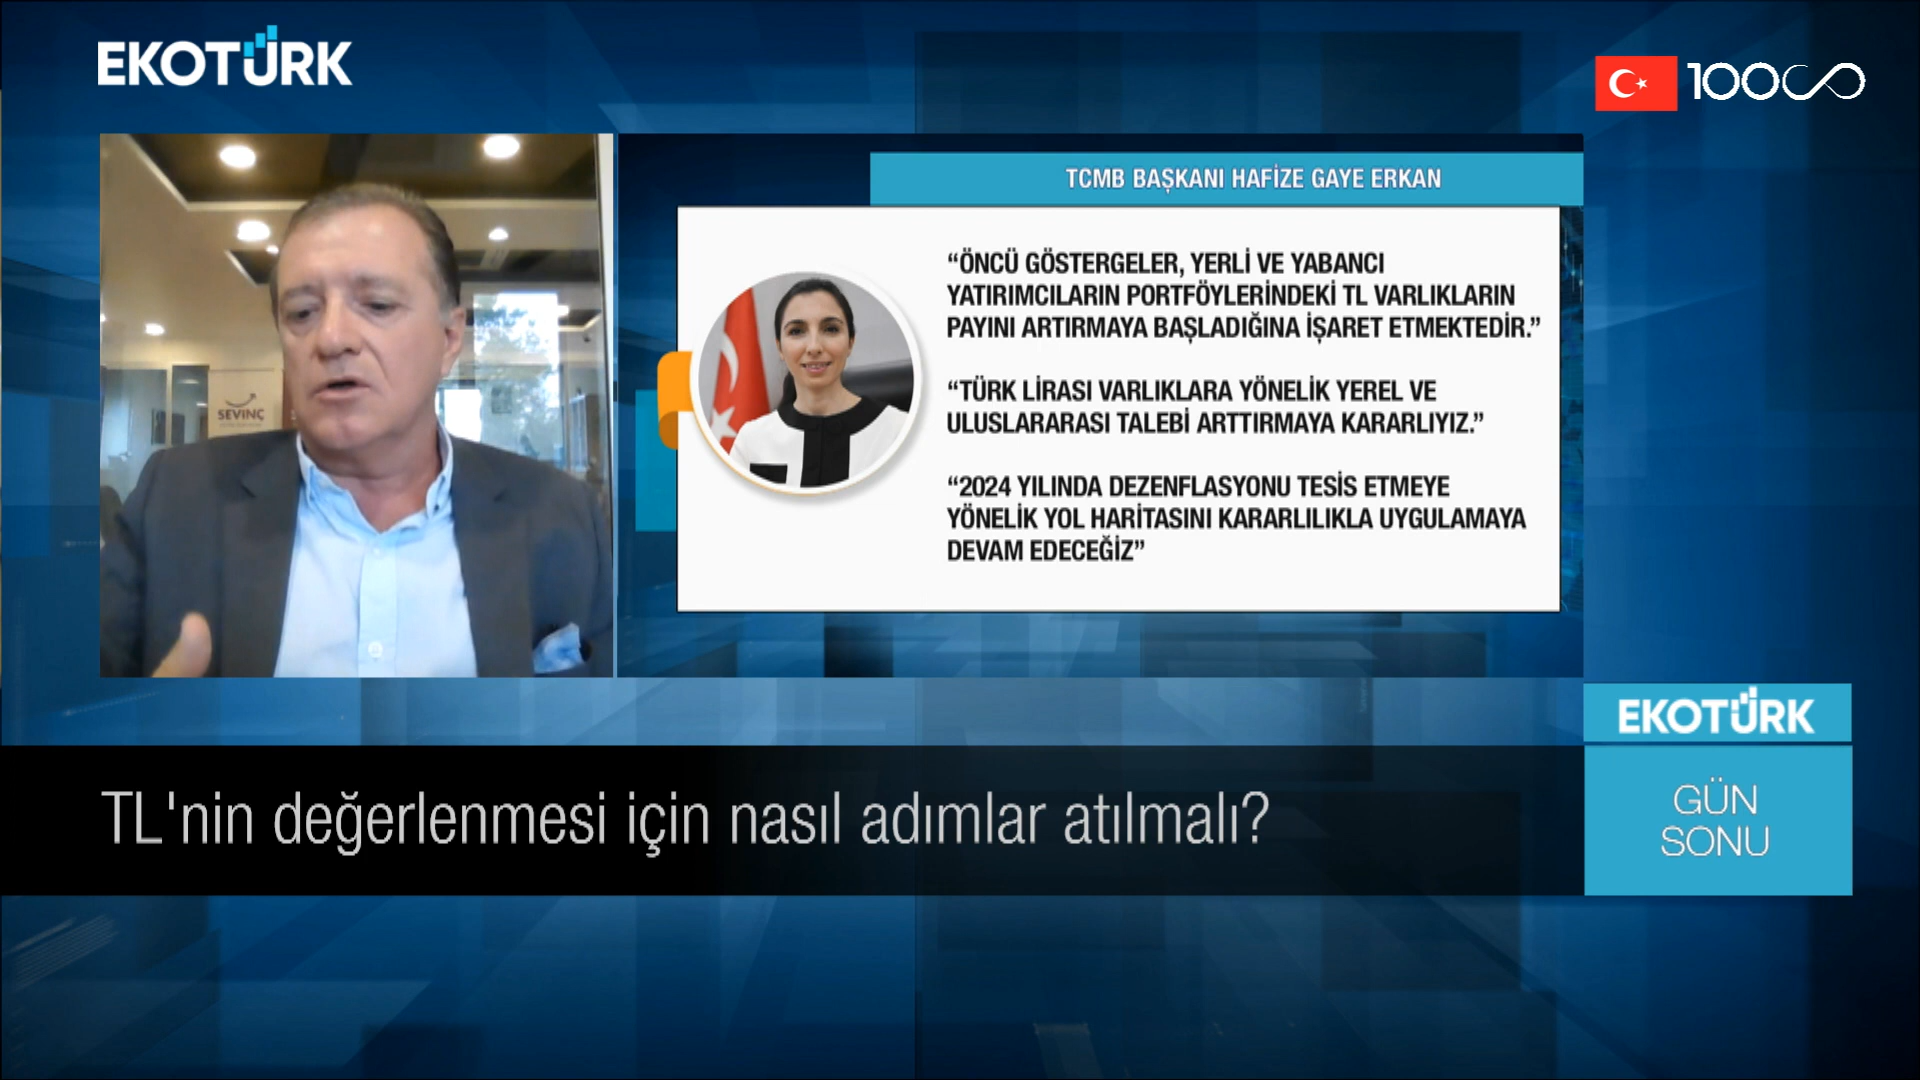 EKOTÜRK
100
TCMB BAŞKANI HAFİZE GAYE ERKAN
“ÖNCÜ GÖSTERGELER, YERLİ VE YABANCI
YATIRIMCILARIN PORTFÖYLERİNDEKİ TL VARLIKLARIN
PAYINI ARTIRMAYA BAŞLADIĞINA İŞARET ETMEKTEDİR.”
“TÜRK LİRASI VARLIKLARA YÖNELİK YEREL VE
ULUSLARARASI TALEBİ ARTTIRMAYA KARARLIYIZ.”
“2024 YILINDA DEZENFLASYONU TESİS ETMEYE
YÖNELİK YOL HARİTASINI KARARLILIKLA UYGULAMAYA
DEVAM EDECEĞİZ”
SEVİNÇ
EKOTÜRK
TL'nin değerlenmesi için nasıl adımlar atılmalı?
GÜN
SONU